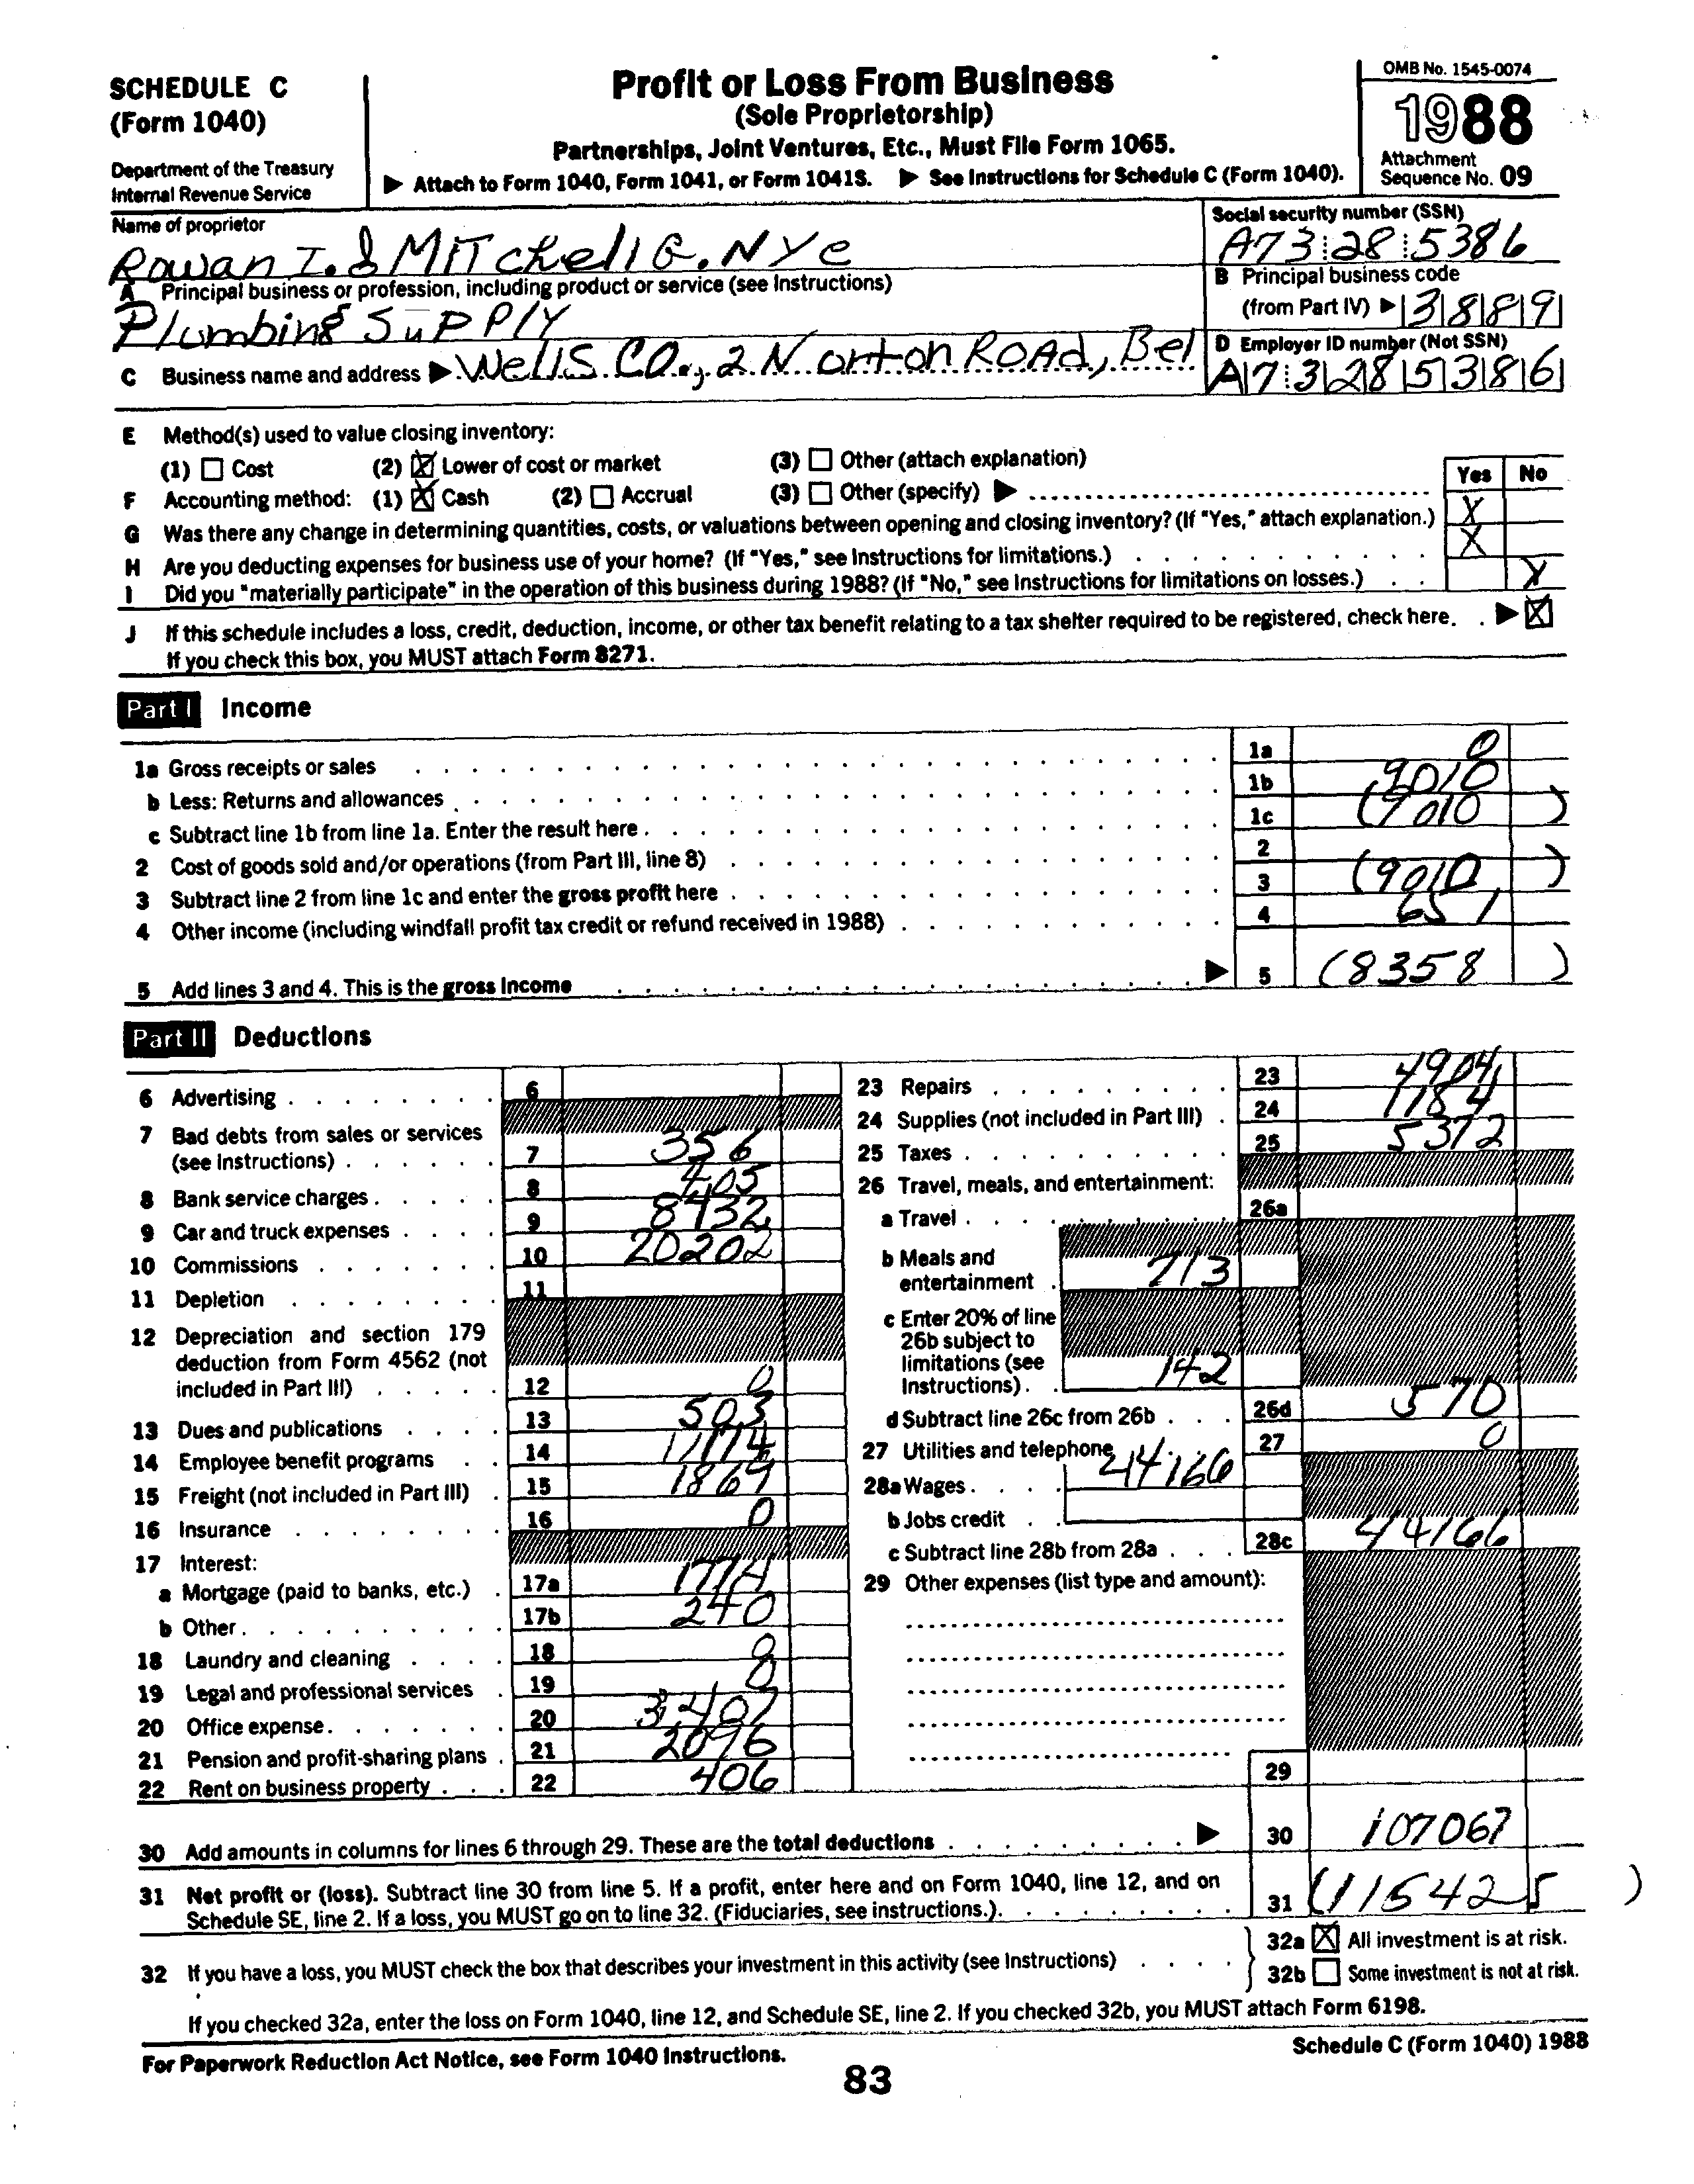 SCHEDULE C
(Form 1040)
Department of the Treasury
Internal Revenue Service
Profit or Loss From Business
(Sole Proprietorship)
Partnerships, Joint Ventures, Etc., Must File Form 1065.
▶ Attach to Form 1040, Form 1041, or Form 1041S. ▶ See Instructions for Schedule C (Form 1040).
OMB No. 1545-0074
1988
Attachment
Sequence No. 09
Name of proprietor
Rowan I. & MITchell G. Nye
Social security number (SSN)
A73 28 5386
A Principal business or profession, including product or service (see Instructions)
Plumbing SuPPLY
B Principal business code
(from Part IV) ▶ 3889
C Business name and address ▶ Wells. CO., 2 Norton ROAd, Bel
D Employer ID number (Not SSN)
A73285386
E Method(s) used to value closing inventory:
(1) ☐ Cost (2) ☒ Lower of cost or market (3) ☐ Other (attach explanation)
Yes No
F Accounting method: (1) ☒ Cash (2) ☐ Accrual (3) ☐ Other (specify) ▶
G Was there any change in determining quantities, costs, or valuations between opening and closing inventory? (If "Yes," attach explanation.) X
H Are you deducting expenses for business use of your home? (If "Yes," see Instructions for limitations.) X
I Did you "materially participate" in the operation of this business during 1988? (If "No," see Instructions for limitations on losses.) X
J If this schedule includes a loss, credit, deduction, income, or other tax benefit relating to a tax shelter required to be registered, check here. ▶ ☒
If you check this box, you MUST attach Form 8271.
Part I Income
1a Gross receipts or sales 1a 0
b Less: Returns and allowances 1b 9010
c Subtract line 1b from line 1a. Enter the result here 1c (9010)
2 Cost of goods sold and/or operations (from Part III, line 8) 2
3 Subtract line 2 from line 1c and enter the gross profit here 3 (9010)
4 Other income (including windfall profit tax credit or refund received in 1988) 4
5 Add lines 3 and 4. This is the gross income ▶ 5 (8358)
Part II Deductions
6 Advertising 6
7 Bad debts from sales or services
(see Instructions) 7 356
8 Bank service charges 8 405
9 Car and truck expenses 9 8432
10 Commissions 10 20202
11 Depletion 11
12 Depreciation and section 179
deduction from Form 4562 (not
included in Part III) 12 0
13 Dues and publications 13 503
14 Employee benefit programs 14
15 Freight (not included in Part III) 15 1869
16 Insurance 16 0
17 Interest:
a Mortgage (paid to banks, etc.) 17a
b Other 17b 240
18 Laundry and cleaning 18
19 Legal and professional services 19
20 Office expense 20 3,407
21 Pension and profit-sharing plans 21 2096
22 Rent on business property 22 406
23 Repairs 23 4904
24 Supplies (not included in Part III) 24 1184
25 Taxes 25 5372
26 Travel, meals, and entertainment:
a Travel 26a
b Meals and
entertainment 713
c Enter 20% of line
26b subject to
limitations (see
Instructions) 142
d Subtract line 26c from 26b 26d 570
27 Utilities and telephone 27 0
28a Wages 44166
b Jobs credit
c Subtract line 28b from 28a 28c 44166
29 Other expenses (list type and amount):
29
30 Add amounts in columns for lines 6 through 29. These are the total deductions ▶ 30 107067
31 Net profit or (loss). Subtract line 30 from line 5. If a profit, enter here and on Form 1040, line 12, and on
Schedule SE, line 2. If a loss, you MUST go on to line 32. (Fiduciaries, see instructions.) 31 (115425)
32 If you have a loss, you MUST check the box that describes your investment in this activity (see Instructions)
32a ☒ All investment is at risk.
32b ☐ Some investment is not at risk.
If you checked 32a, enter the loss on Form 1040, line 12, and Schedule SE, line 2. If you checked 32b, you MUST attach Form 6198.
For Paperwork Reduction Act Notice, see Form 1040 Instructions.
Schedule C (Form 1040) 1988
83